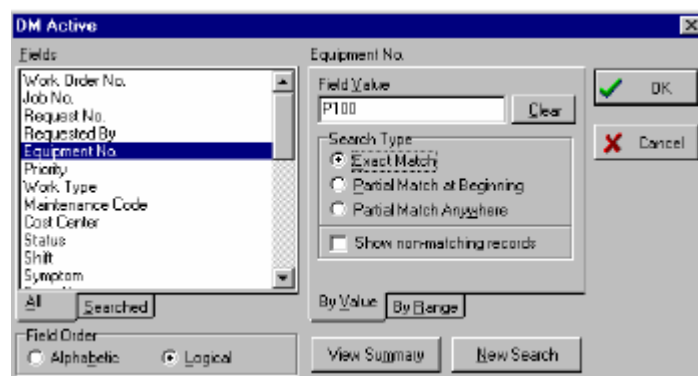 DM Active
Fields
Work Order No.
Job No.
Request No.
Requested By
Equipment No.
Priority
Work Type
Maintenance Code
Cost Center
Status
Shift
Symptom
All
Searched
Field Order
Alphabetic
Logical
Equipment No.
Field Value
P100
Clear
Search Type
Exact Match
Partial Match at Beginning
Partial Match Anywhere
Show non-matching records
By Value
By Range
View Summary
New Search
OK
Cancel